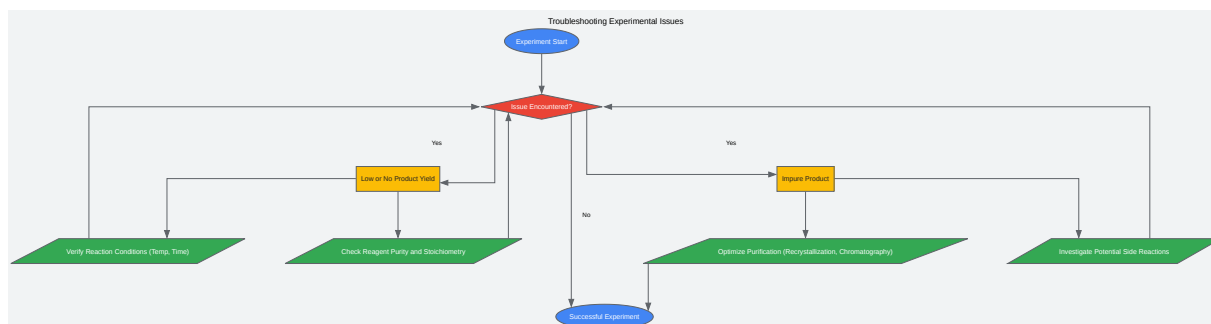 Troubleshooting Experimental Issues
Experiment Start
Issue Encountered?
Yes
Yes
Low or No Product Yield
Impure Product
No
Verify Reaction Conditions (Temp, Time)
Check Reagent Purity and Stoichiometry
Optimize Purification (Recrystallization, Chromatography)
Investigate Potential Side Reactions
Successful Experiment